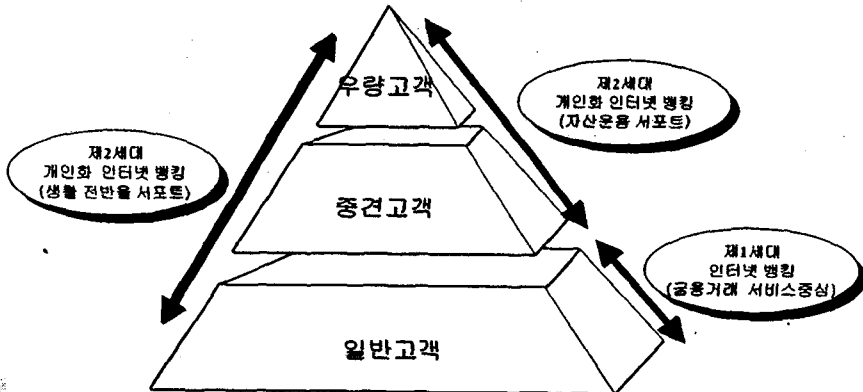 우량고객
제2세대
개인화 인터넷 뱅킹
(자산운용 서포트)
제2세대
개인화 인터넷 뱅킹
(생활 전반을 서포트)
중견고객
제1세대
인터넷 뱅킹
(금융거래 서비스중심)
일반고객